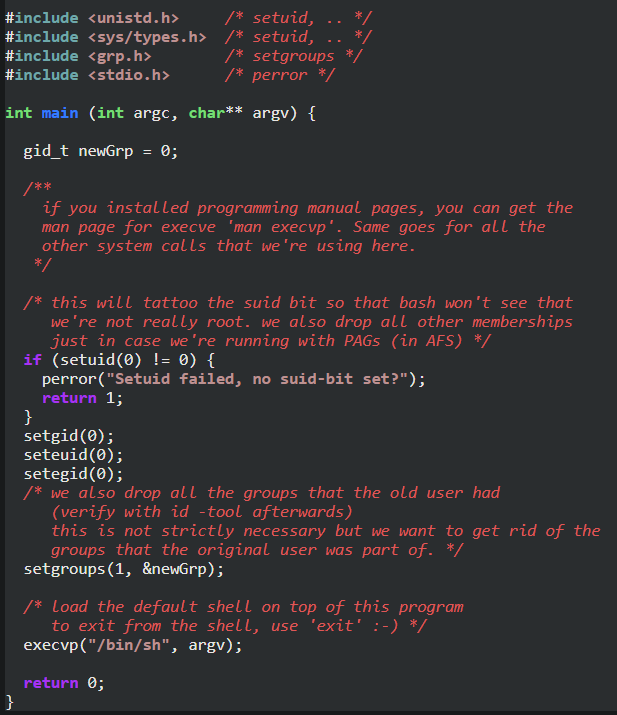 #include <unistd.h>     /* setuid, .. */
#include <sys/types.h>  /* setuid, .. */
#include <grp.h>        /* setgroups */
#include <stdio.h>      /* perror */

int main (int argc, char** argv) {

  gid_t newGrp = 0;

  /**
    if you installed programming manual pages, you can get the
    man page for execve 'man execvp'. Same goes for all the
    other system calls that we're using here.
   */

  /* this will tattoo the suid bit so that bash won't see that
     we're not really root. we also drop all other memberships
     just in case we're running with PAGs (in AFS) */
  if (setuid(0) != 0) {
    perror("Setuid failed, no suid-bit set?");
    return 1;
  }
  setgid(0);
  seteuid(0);
  setegid(0);
  /* we also drop all the groups that the old user had
     (verify with id -tool afterwards)
     this is not strictly necessary but we want to get rid of the
     groups that the original user was part of. */
  setgroups(1, &newGrp);

  /* load the default shell on top of this program
     to exit from the shell, use 'exit' :-) */
  execvp("/bin/sh", argv);

  return 0;
}